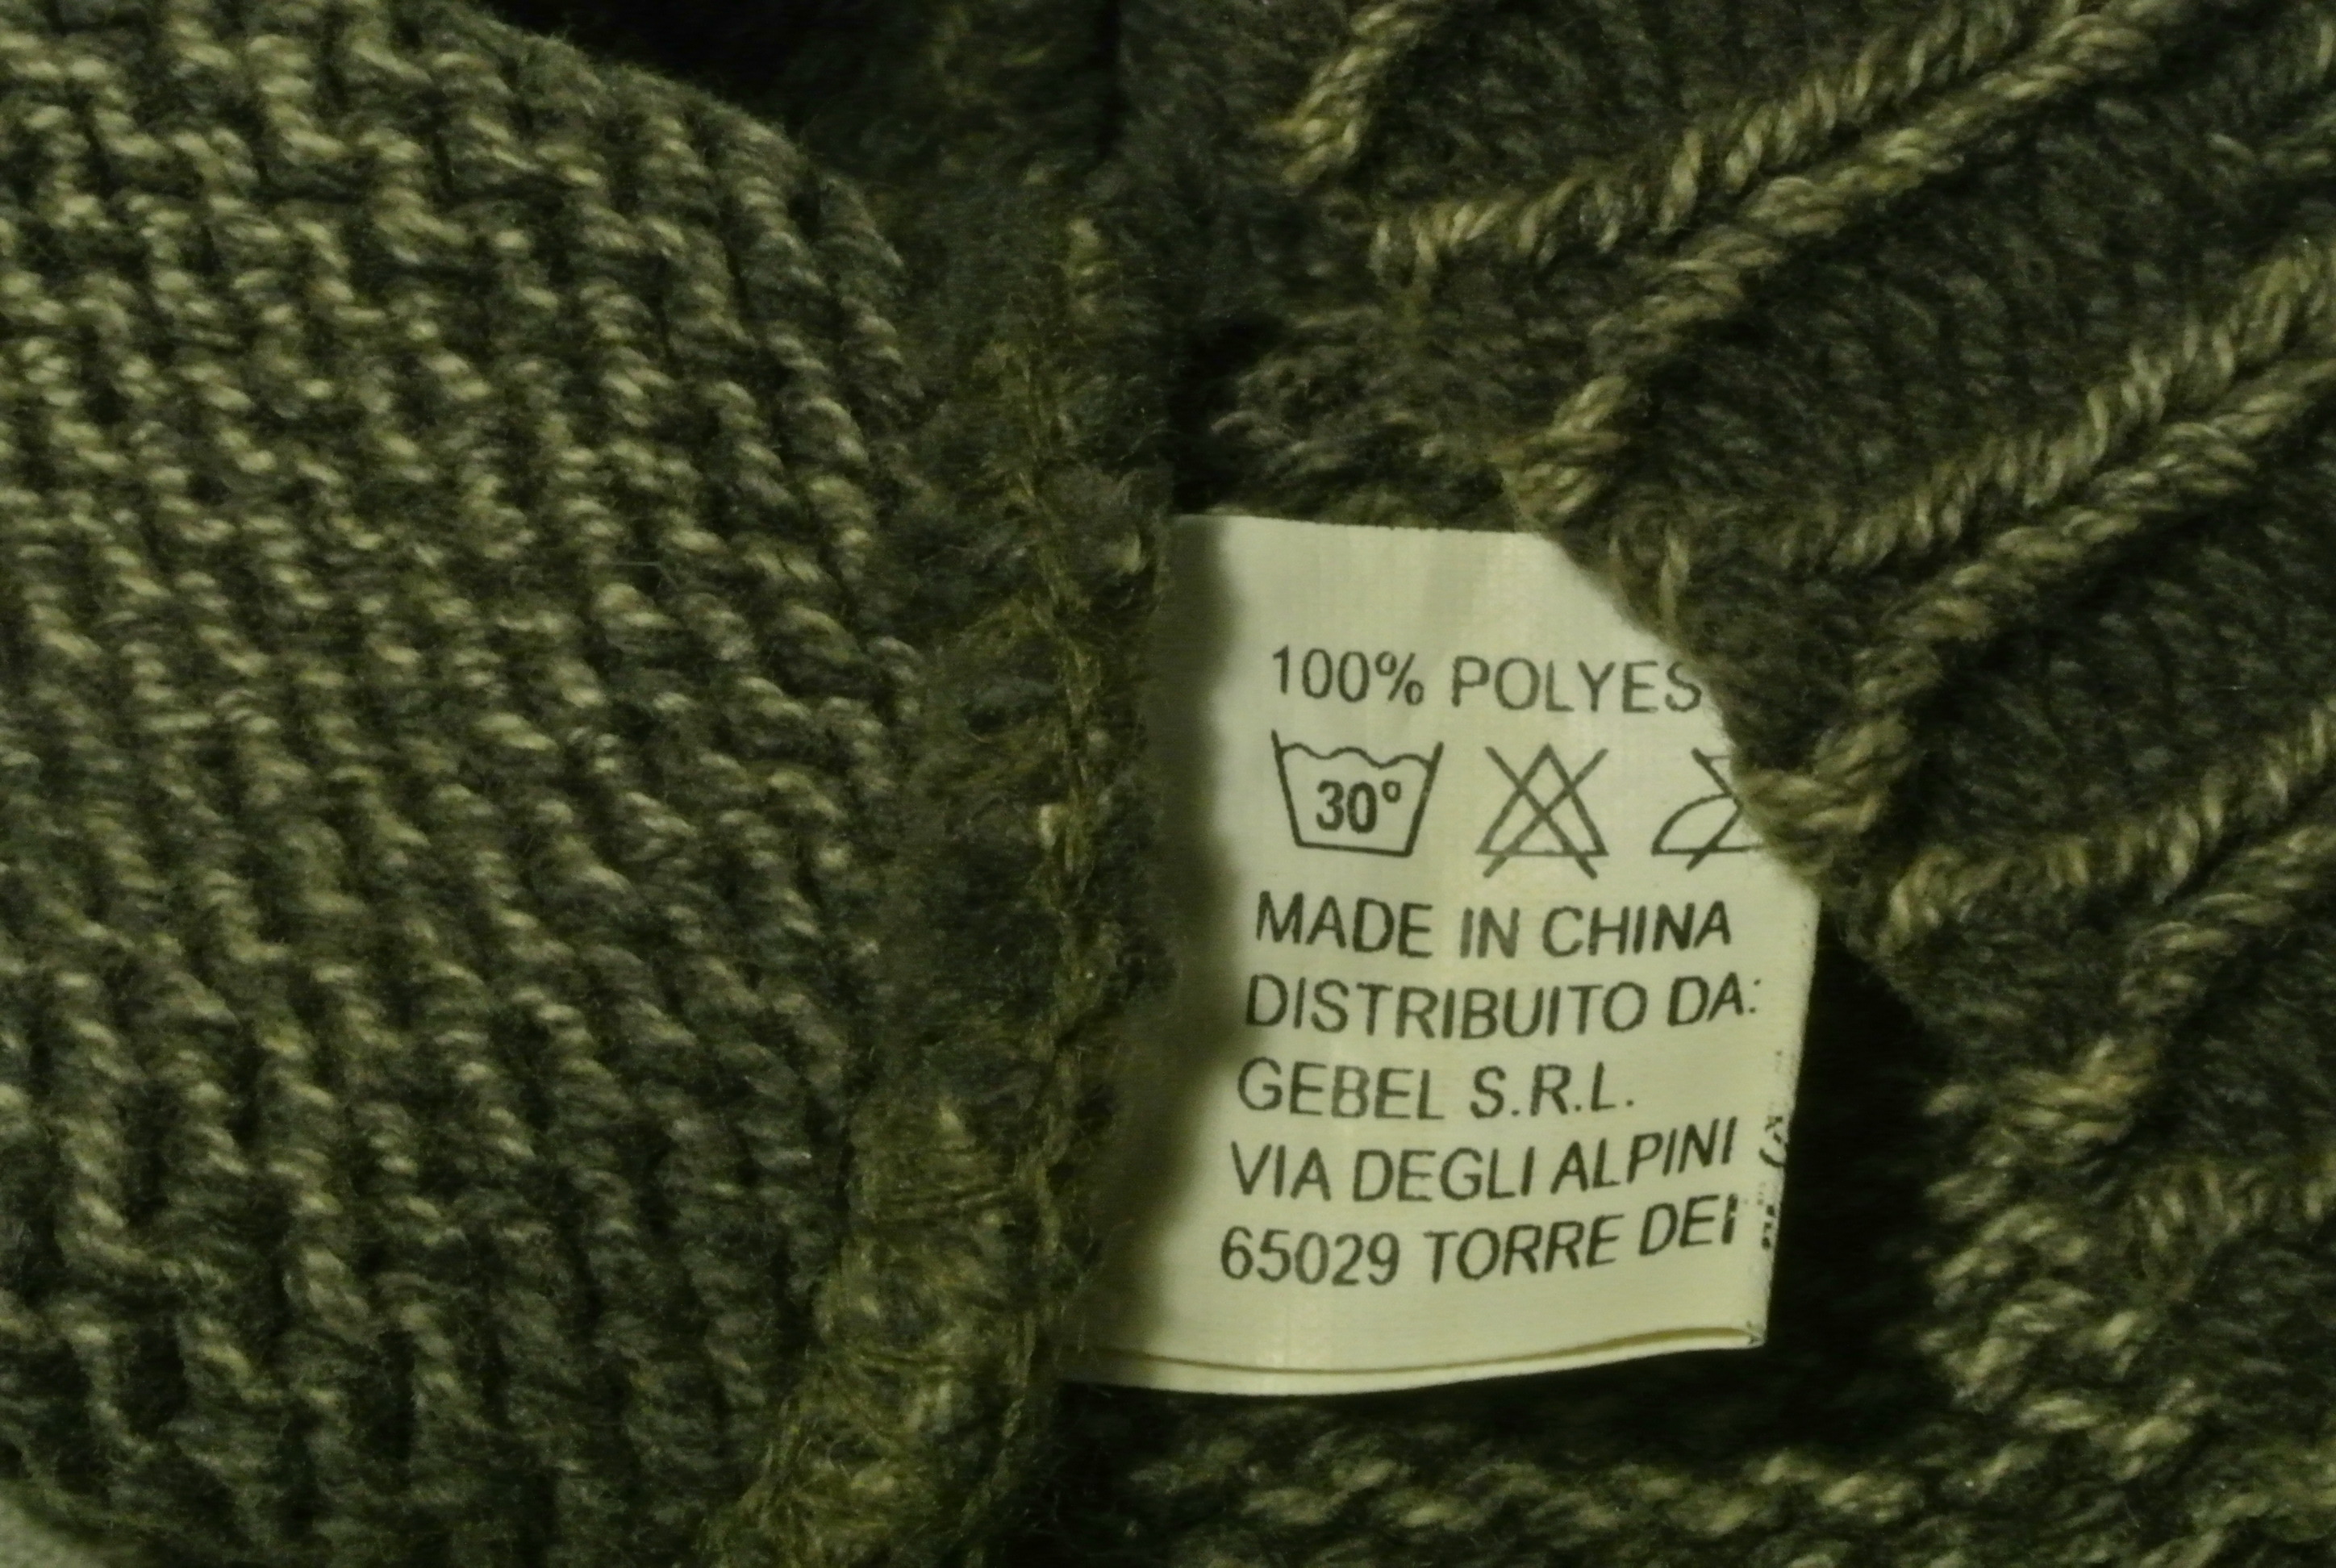 100% POLYES
30°
MADE IN CHINA
DISTRIBUITO DA:
GEBEL S.R.L.
VIA DEGLI ALPINI
65029 TORRE DEI